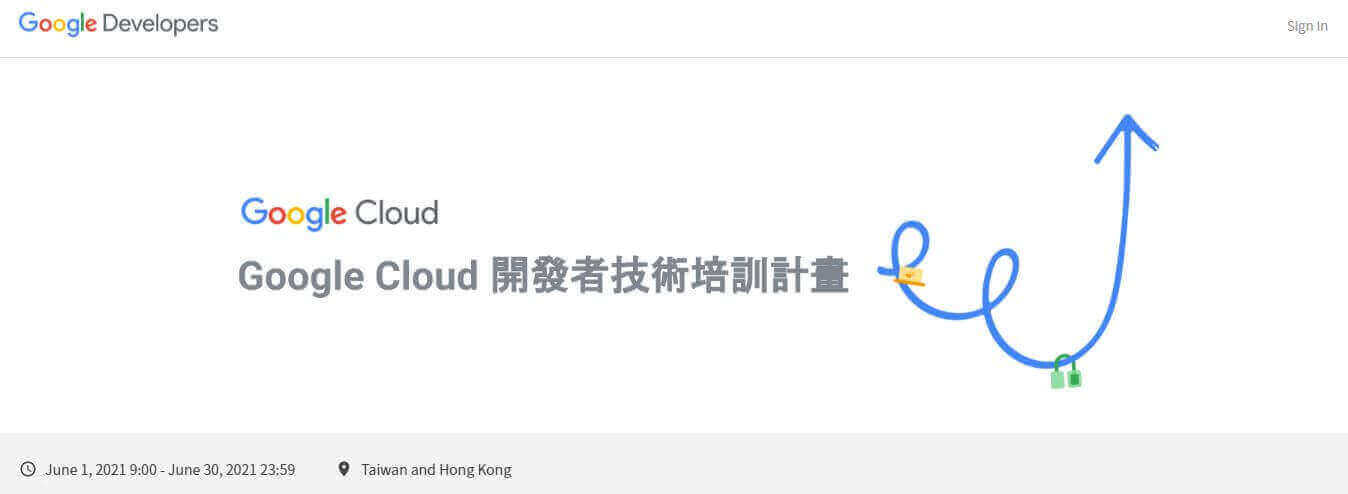 Google Developers
Sign In
Google Cloud
Google Cloud 開發者技術培訓計畫
June 1, 2021 9:00 - June 30, 2021 23:59
Taiwan and Hong Kong